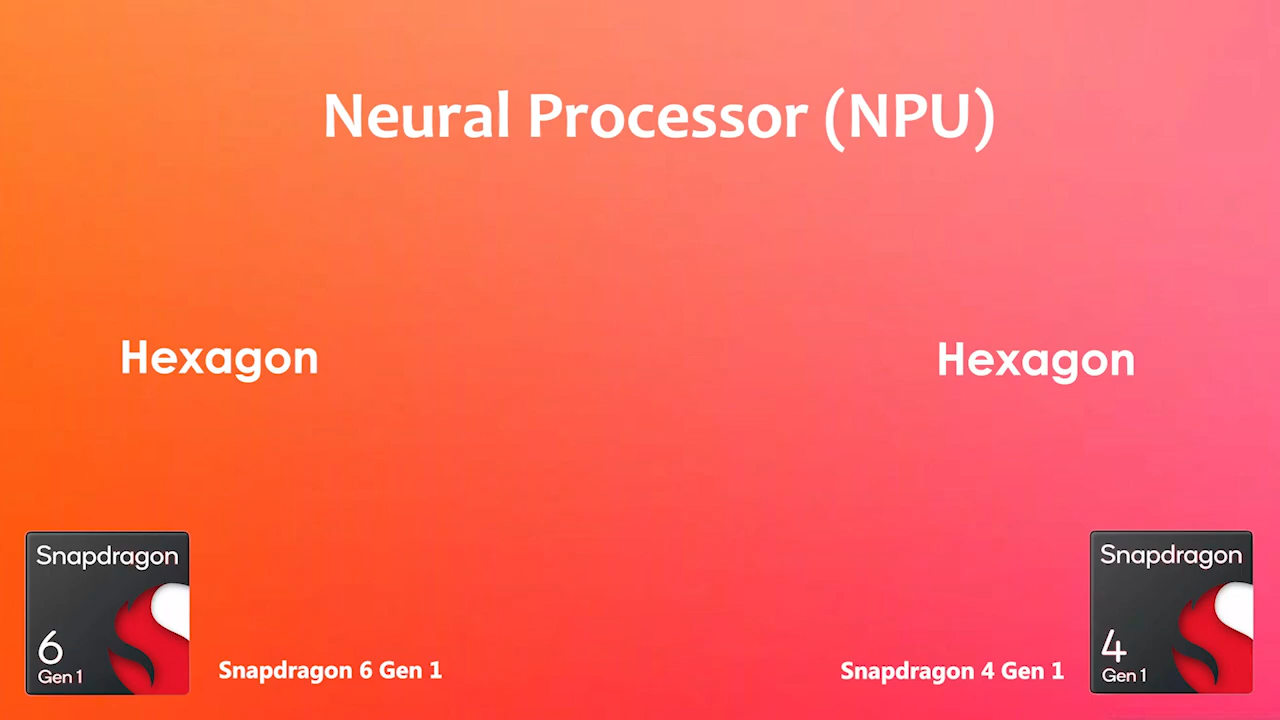 Neural Processor (NPU)
Hexagon
Hexagon
Snapdragon
6
Gen 1
Snapdragon 6 Gen 1
Snapdragon 4 Gen 1
Snapdragon
4
Gen 1